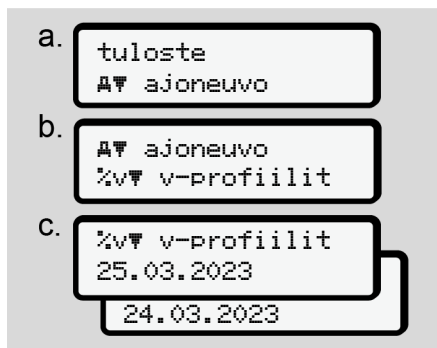 a.
tuloste
A▼ ajoneuvo
b.
A▼ ajoneuvo
%v▼ v-profiilit
c.
%v▼ v-profiilit
25.03.2023
24.03.2023